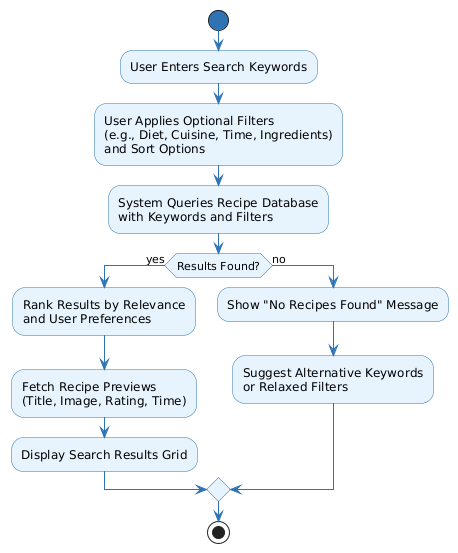 User Enters Search Keywords
User Applies Optional Filters
(e.g., Diet, Cuisine, Time, Ingredients)
and Sort Options
System Queries Recipe Database
with Keywords and Filters
Results Found?
yes
no
Rank Results by Relevance
and User Preferences
Fetch Recipe Previews
(Title, Image, Rating, Time)
Display Search Results Grid
Show "No Recipes Found" Message
Suggest Alternative Keywords
or Relaxed Filters